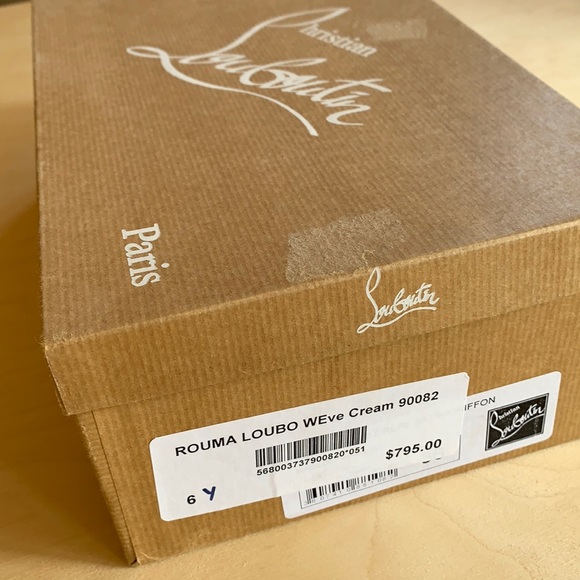 Christian
Louboutin
Paris
Louboutin
ROUMA LOUBO WEve Cream 90082
568003737900820*051
$795.00
6 Y
IFFON
Christian
Louboutin